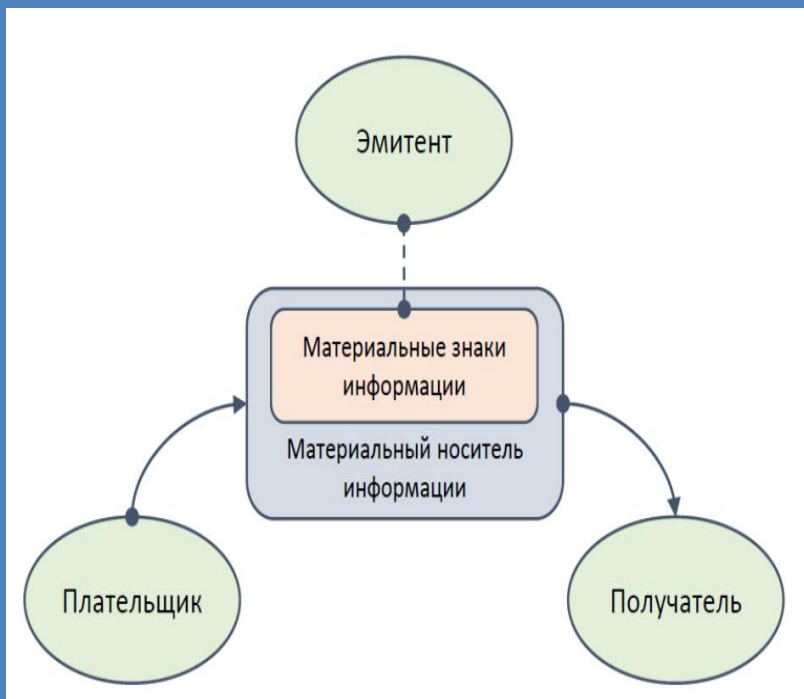 Эмитент
Материальные знаки
информации
Материальный носитель
информации
Плательщик
Получатель